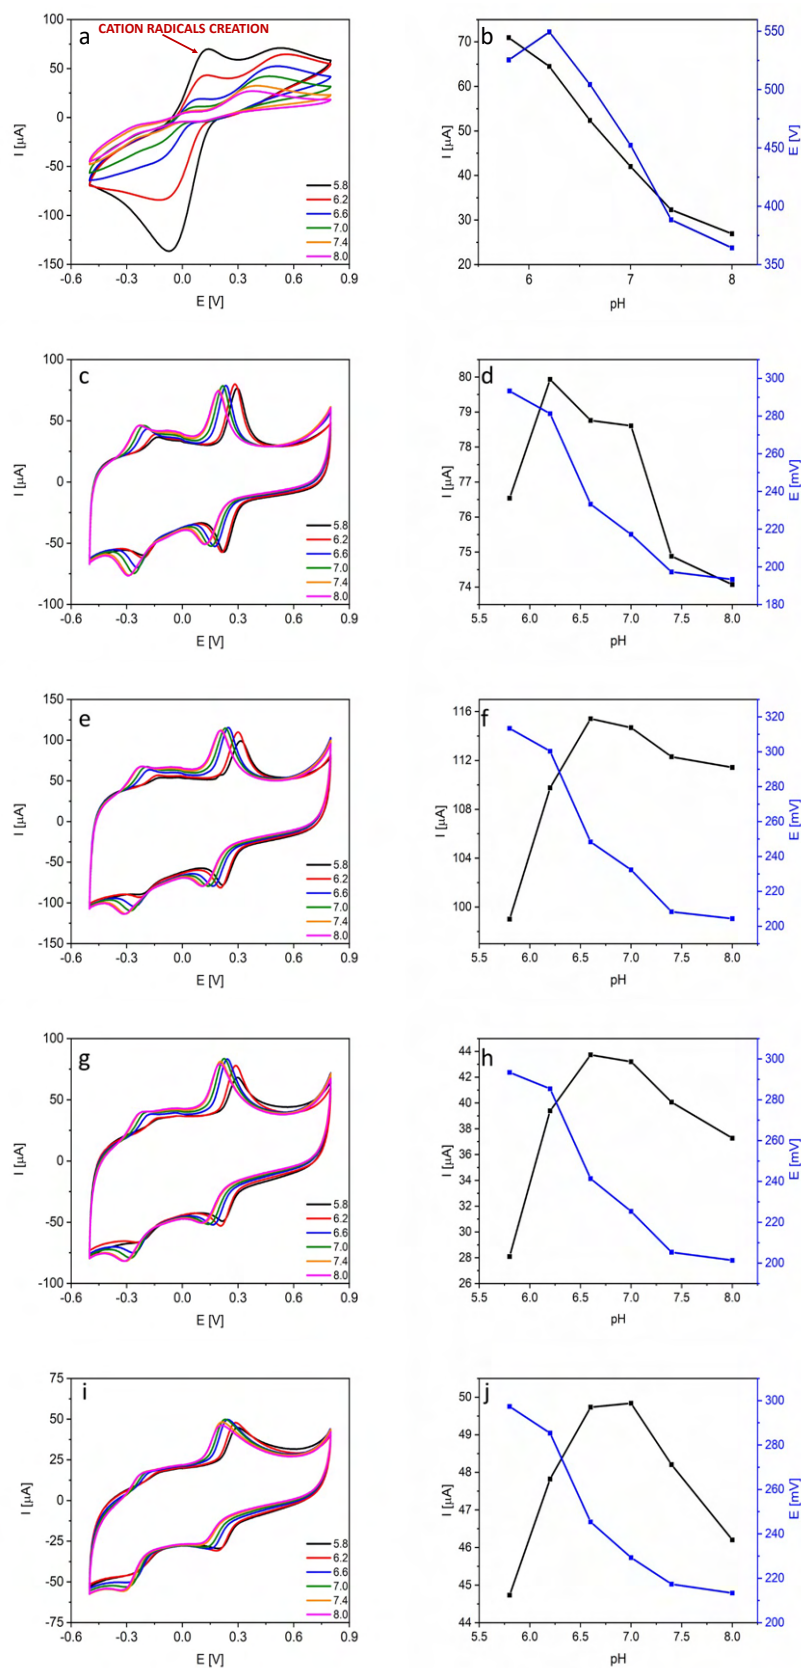 a
CATION RADICALS CREATION
100
50
0
-50
-100
-150
I [µA]
5.8
6.2
6.6
7.0
7.4
8.0
-0.6 -0.3 0.0 0.3 0.6 0.9
E [V]
b
70
60
50
40
30
20
I [µA]
550
500
450
400
350
E [V]
6 7 8
pH
c
100
50
0
-50
-100
I [µA]
5.8
6.2
6.6
7.0
7.4
8.0
-0.6 -0.3 0.0 0.3 0.6 0.9
E [V]
d
80
79
78
77
76
75
74
I [µA]
300
280
260
240
220
200
180
E [mV]
5.5 6.0 6.5 7.0 7.5 8.0
pH
e
150
100
50
0
-50
-100
-150
I [µA]
5.8
6.2
6.6
7.0
7.4
8.0
-0.6 -0.3 0.0 0.3 0.6 0.9
E [V]
f
116
112
108
104
100
I [µA]
320
300
280
260
240
220
200
E [mV]
5.5 6.0 6.5 7.0 7.5 8.0
pH
g
100
50
0
-50
-100
I [µA]
5.8
6.2
6.6
7.0
7.4
8.0
-0.6 -0.3 0.0 0.3 0.6 0.9
E [V]
h
44
42
40
38
36
34
32
30
28
26
I [µA]
300
280
260
240
220
200
E [mV]
5.5 6.0 6.5 7.0 7.5 8.0
pH
i
75
50
25
0
-25
-50
-75
I [µA]
5.8
6.2
6.6
7.0
7.4
8.0
-0.6 -0.3 0.0 0.3 0.6 0.9
E [V]
j
50
49
48
47
46
45
44
I [µA]
300
280
260
240
220
200
E [mV]
5.5 6.0 6.5 7.0 7.5 8.0
pH